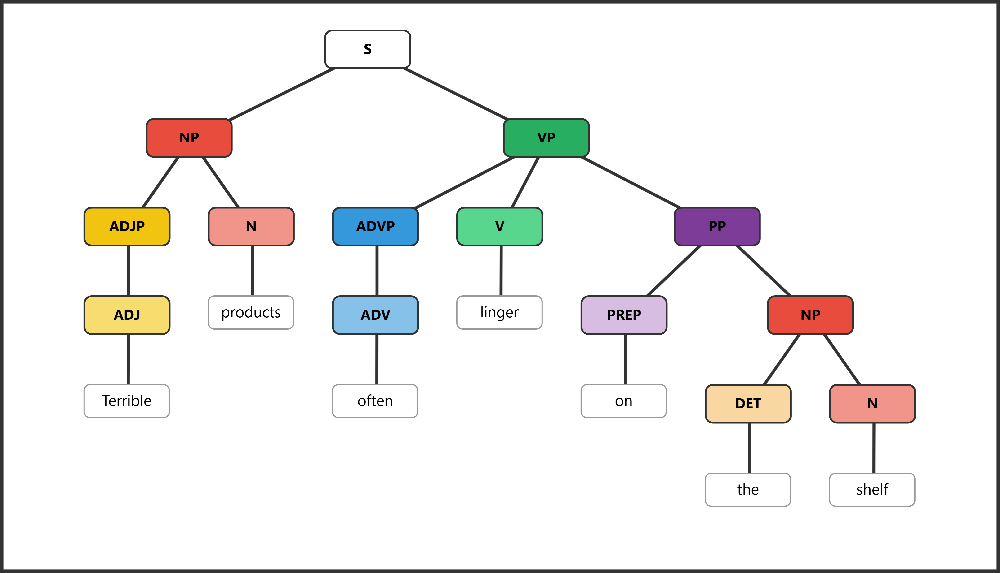 S
NP VP
ADJP N ADVP V PP
ADJ products ADV linger PREP NP
Terrible often on DET N
the shelf